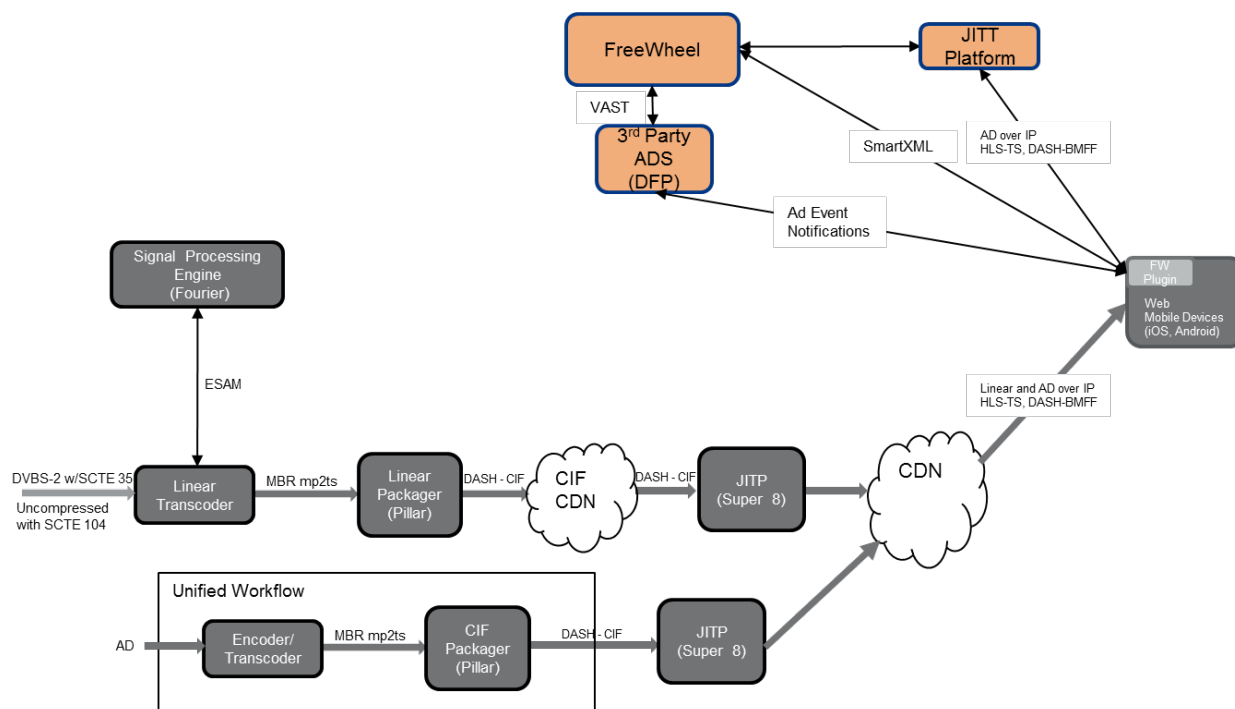 FreeWheel
JITT
Platform
VAST
3rd Party
ADS
(DFP)
SmartXML
AD over IP
HLS-TS, DASH-BMFF
Ad Event
Notifications
Signal Processing
Engine
(Fourier)
FW
Plugin
Web
Mobile Devices
(iOS, Android)
ESAM
Linear and AD over IP
HLS-TS, DASH-BMFF
DVBS-2 w/SCTE 35
Uncompressed
with SCTE 104
Linear
Transcoder
MBR mp2ts
Linear
Packager
(Pillar)
DASH - CIF
CIF
CDN
DASH - CIF
JITP
(Super 8)
CDN
Unified Workflow
AD
Encoder/
Transcoder
MBR mp2ts
CIF
Packager
(Pillar)
DASH - CIF
JITP
(Super 8)